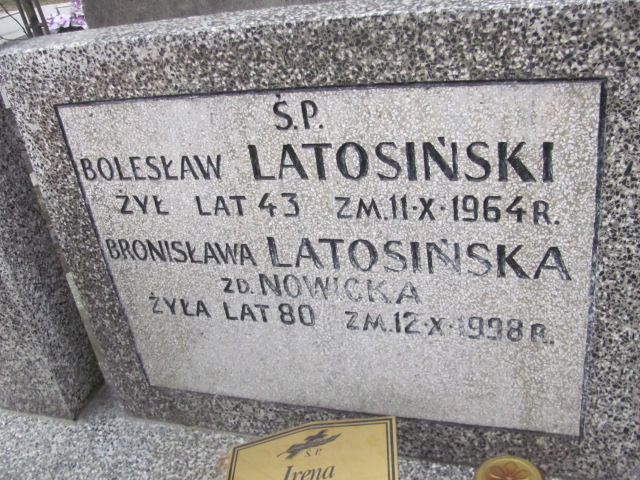 Ś.P.
BOLESŁAW LATOSIŃSKI
ŻYŁ LAT 43 ZM. 11·X·1964 R.
BRONISŁAWA LATOSIŃSKA
ZD. NOWICKA
ŻYŁA LAT 80 ZM. 12·X·1998 R.
Ś.P.
Irena